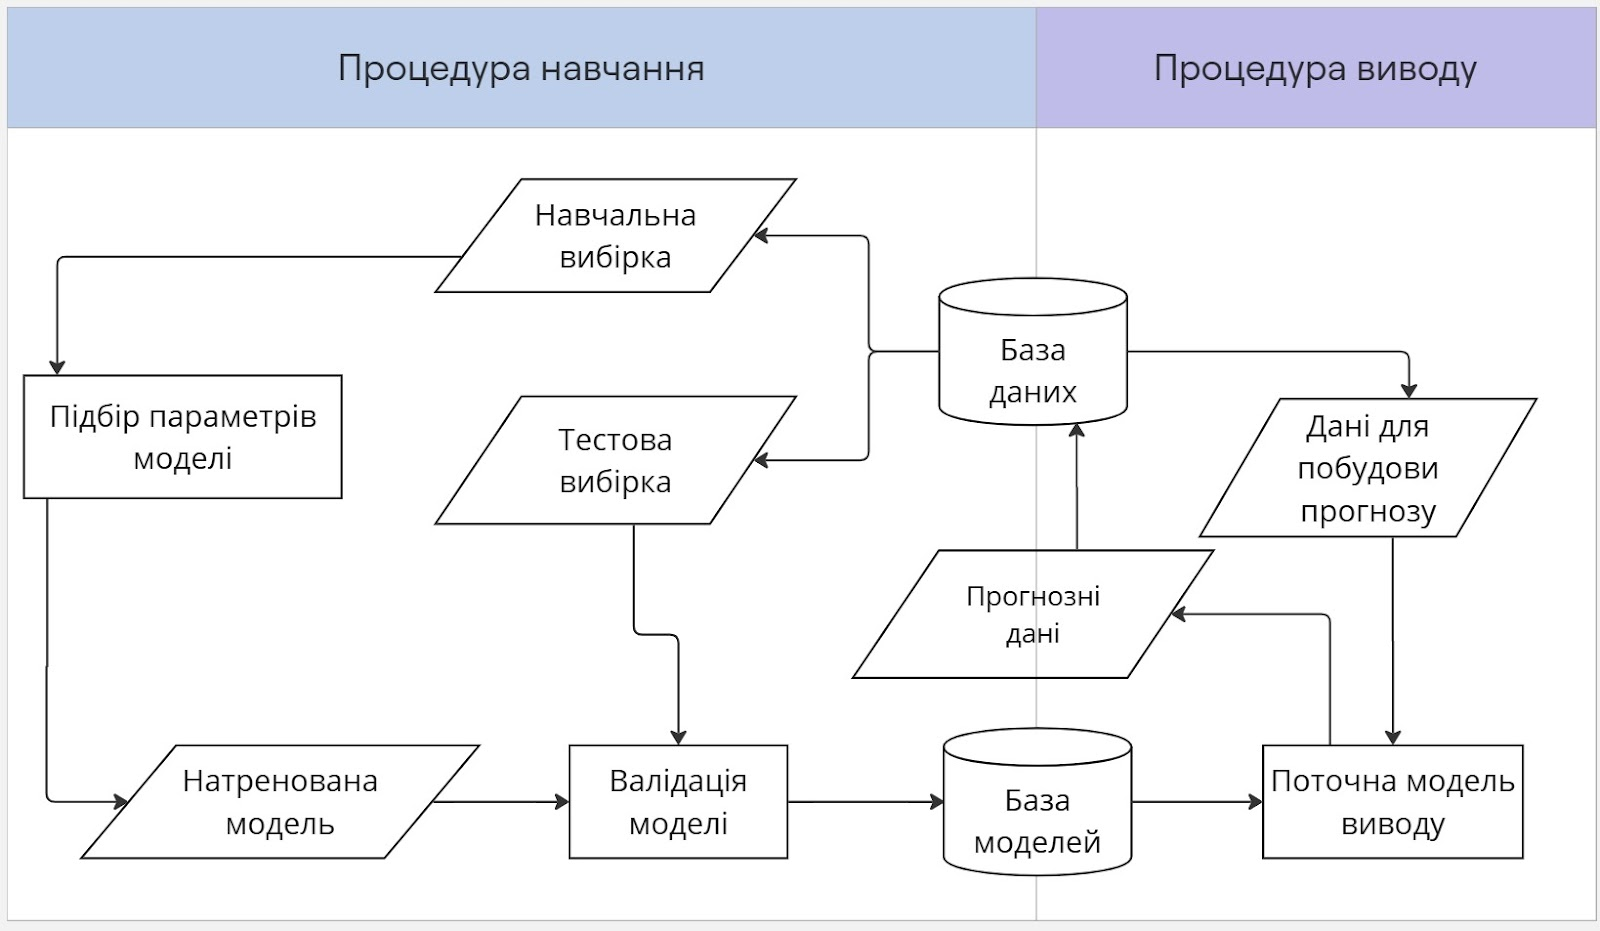 Процедура навчання
Процедура виводу
Навчальна
вибірка
База
даних
Підбір параметрів
моделі
Тестова
вибірка
Дані для
побудови
прогнозу
Прогнозні
дані
Натренована
модель
Валідація
моделі
База
моделей
Поточна модель
виводу